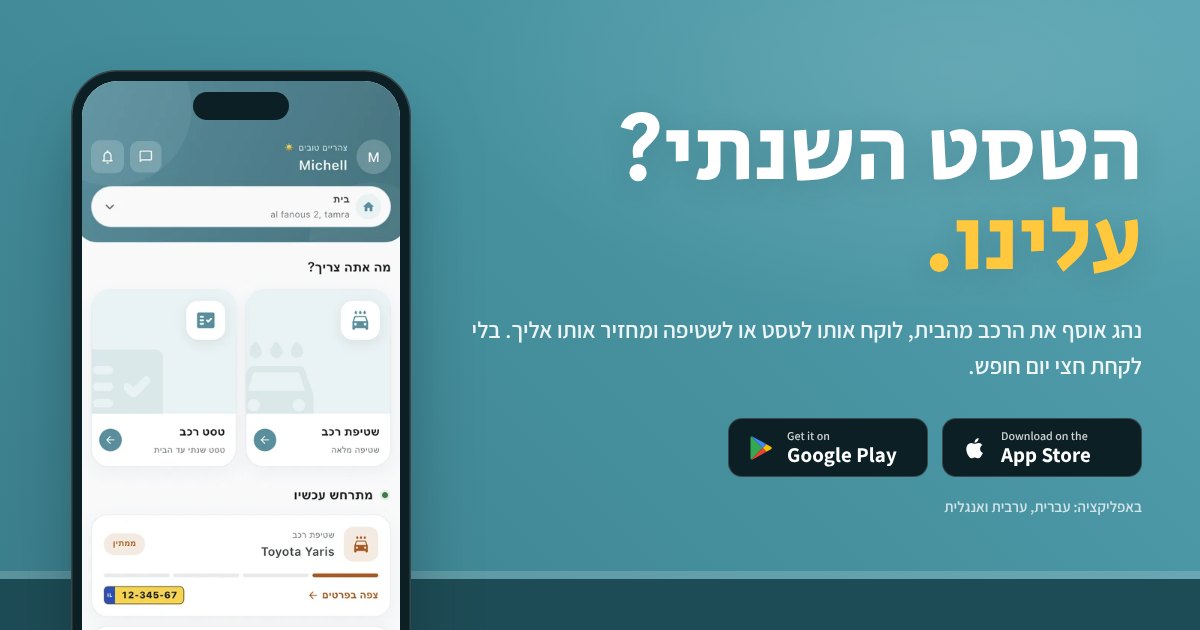 הטסט השנתי?
עלינו.
נהג אוסף את הרכב מהבית, לוקח אותו לטסט או לשטיפה ומחזיר אותו אליך. בלי
לקחת חצי יום חופש.
Download on the
App Store
Get it on
Google Play
באפליקציה: עברית, ערבית ואנגלית
צהריים טובים
Michell
M
בית
al fanous 2, tamra
מה אתה צריך?
שטיפת רכב
שטיפה מלאה
טסט רכב
טסט שנתי עד הבית
מתרחש עכשיו
שטיפת רכב
Toyota Yaris
ממתין
צפה בפרטים ←
IL 12-345-67